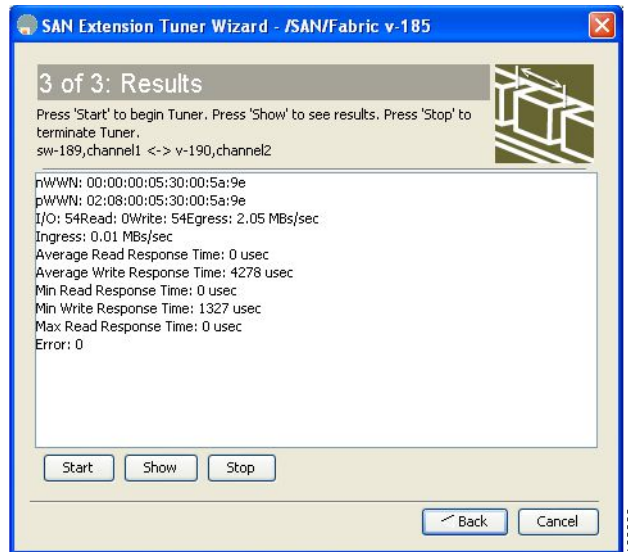 SAN Extension Tuner Wizard - /SAN/Fabric v-185
3 of 3: Results
Press 'Start' to begin Tuner. Press 'Show' to see results. Press 'Stop' to
terminate Tuner.
sw-189,channel1 <-> v-190,channel2
nWWN: 00:00:00:05:30:00:5a:9e
pWWN: 02:08:00:05:30:00:5a:9e
I/O: 54Read: 0Write: 54Egress: 2.05 MBs/sec
Ingress: 0.01 MBs/sec
Average Read Response Time: 0 usec
Average Write Response Time: 4278 usec
Min Read Response Time: 0 usec
Min Write Response Time: 1327 usec
Max Read Response Time: 0 usec
Error: 0
Start Show Stop
Back Cancel